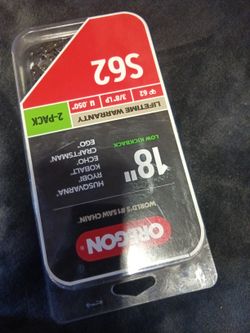 OREGON
WORLD'S #1 SAW CHAIN.
18"
LOW KICKBACK
HUSQVARNA,
RYOBI,
KOBALT,
ECHO,
CRAFTSMAN,
EGO
2-PACK
LIFETIME WARRANTY
62
3/8" LP
.050"
S62